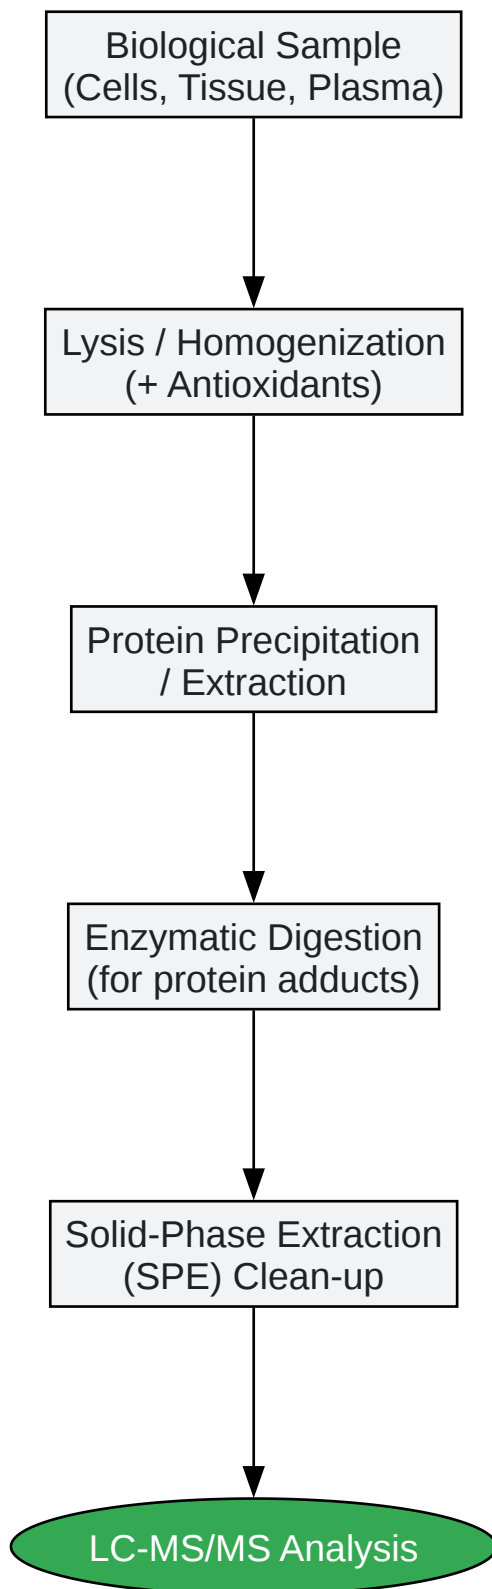 Biological Sample
(Cells, Tissue, Plasma)
Lysis / Homogenization
(+ Antioxidants)
Protein Precipitation
/ Extraction
Enzymatic Digestion
(for protein adducts)
Solid-Phase Extraction
(SPE) Clean-up
LC-MS/MS Analysis